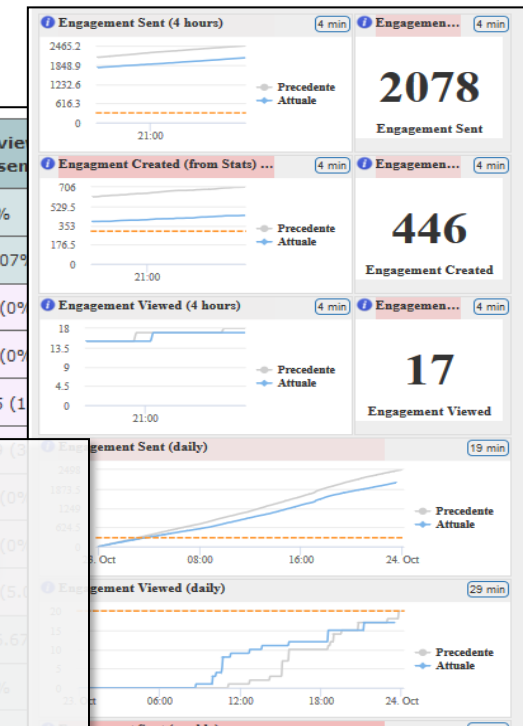 Engagement Sent (4 hours)
4 min
Engagemen...
4 min
2465.2
1848.9
1232.6
616.3
0
21:00
Precedente
Attuale
2078
Engagement Sent
Engagment Created (from Stats) ...
4 min
Engagemen...
4 min
706
529.5
353
176.5
0
21:00
Precedente
Attuale
446
Engagement Created
Engagement Viewed (4 hours)
4 min
Engagemen...
4 min
18
13.5
9
4.5
0
21:00
Precedente
Attuale
17
Engagement Viewed
Engagement Sent (daily)
19 min
08:00
16:00
24. Oct
Precedente
Attuale
Engagement Viewed (daily)
29 min
20
15
10
5
0
06:00
12:00
18:00
24. Oct
Precedente
Attuale